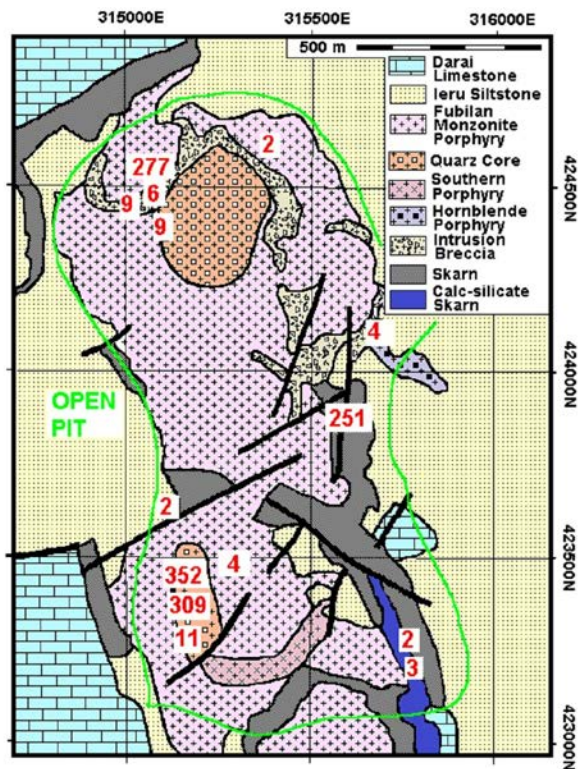 315000E
315500E
316000E
500 m
Darai
Limestone
Ieru Siltstone
Fubilan
Monzonite
Porphyry
Quarz Core
Southern
Porphyry
Hornblende
Porphyry
Intrusion
Breccia
Skarn
Calc-silicate
Skarn
2
277
6
9
9
424500N
4
424000N
OPEN
PIT
251
2
4
423500N
352
309
11
2
3
423000N